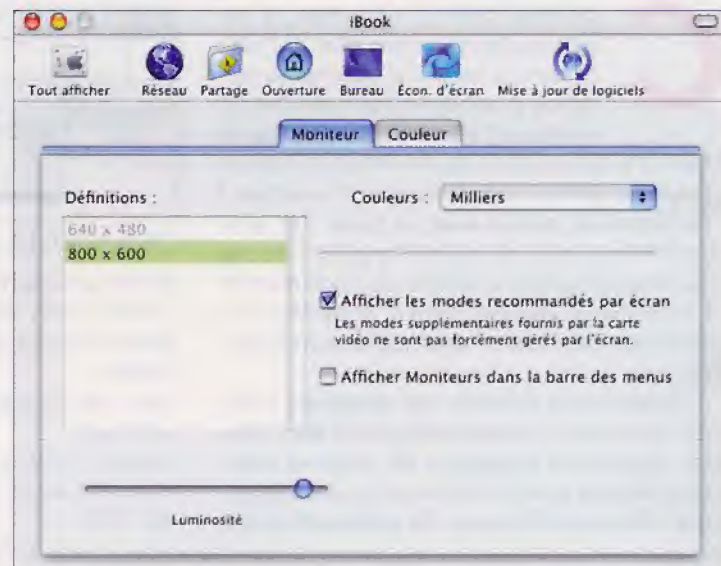 iBook
Tout afficher Réseau Partage Ouverture Bureau Écon. d'écran Mise à jour de logiciels
Moniteur Couleur
Définitions : Couleurs : Milliers
640 x 480
800 x 600
Afficher les modes recommandés par écran
Les modes supplémentaires fournis par la carte
vidéo ne sont pas forcément gérés par l'écran.
Afficher Moniteurs dans la barre des menus
Luminosité